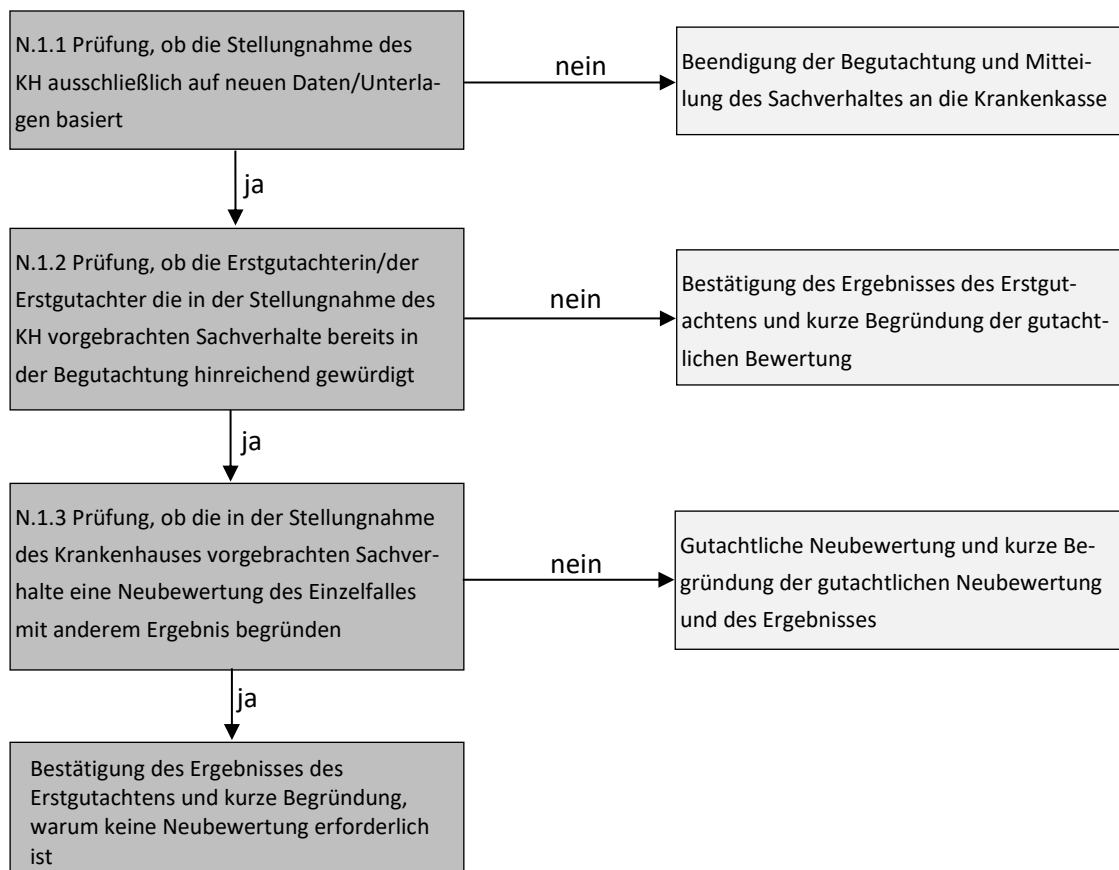 N.1.1 Prüfung, ob die Stellungnahme des
KH ausschließlich auf neuen Daten/Unterla-
gen basiert
nein
Beendigung der Begutachtung und Mittei-
lung des Sachverhaltes an die Krankenkasse
ja
N.1.2 Prüfung, ob die Erstgutachterin/der
Erstgutachter die in der Stellungnahme des
KH vorgebrachten Sachverhalte bereits in
der Begutachtung hinreichend gewürdigt
nein
Bestätigung des Ergebnisses des Erstgut-
achtens und kurze Begründung der gutacht-
lichen Bewertung
ja
N.1.3 Prüfung, ob die in der Stellungnahme
des Krankenhauses vorgebrachten Sachver-
halte eine Neubewertung des Einzelfalles
mit anderem Ergebnis begründen
nein
Gutachtliche Neubewertung und kurze Be-
gründung der gutachtlichen Neubewertung
und des Ergebnisses
ja
Bestätigung des Ergebnisses des
Erstgutachtens und kurze Begründung,
warum keine Neubewertung erforderlich
ist